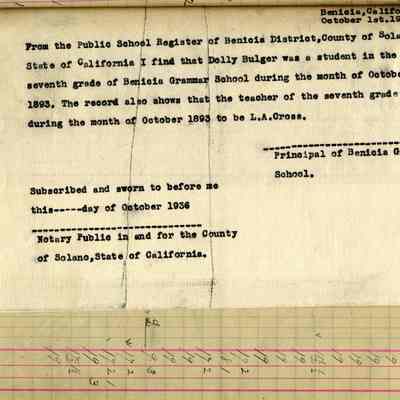 Benicia,Califo
October 1st.19
From the Public School Register of Benicia District,County of Sola
State of California I find that Dolly Bulger was a student in the
seventh grade of Benicia Grammar School during the month of Octobe
1893. The record also shows that the teacher of the seventh grade
during the month of October 1893 to be L.A.Cross.
Principal of Benicia G
School.
Subscribed and sworn to before me
this-----day of October 1936
Notary Public in and for the County
of Solano,State of California.